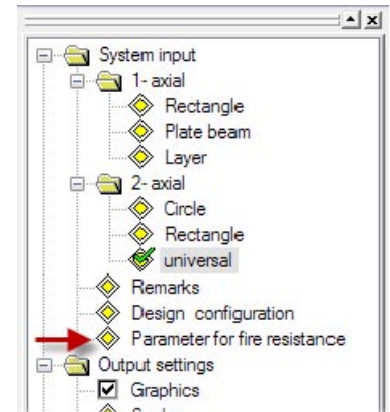 System input
1- axial
Rectangle
Plate beam
Layer
2- axial
Circle
Rectangle
universal
Remarks
Design configuration
Parameter for fire resistance
Output settings
Graphics